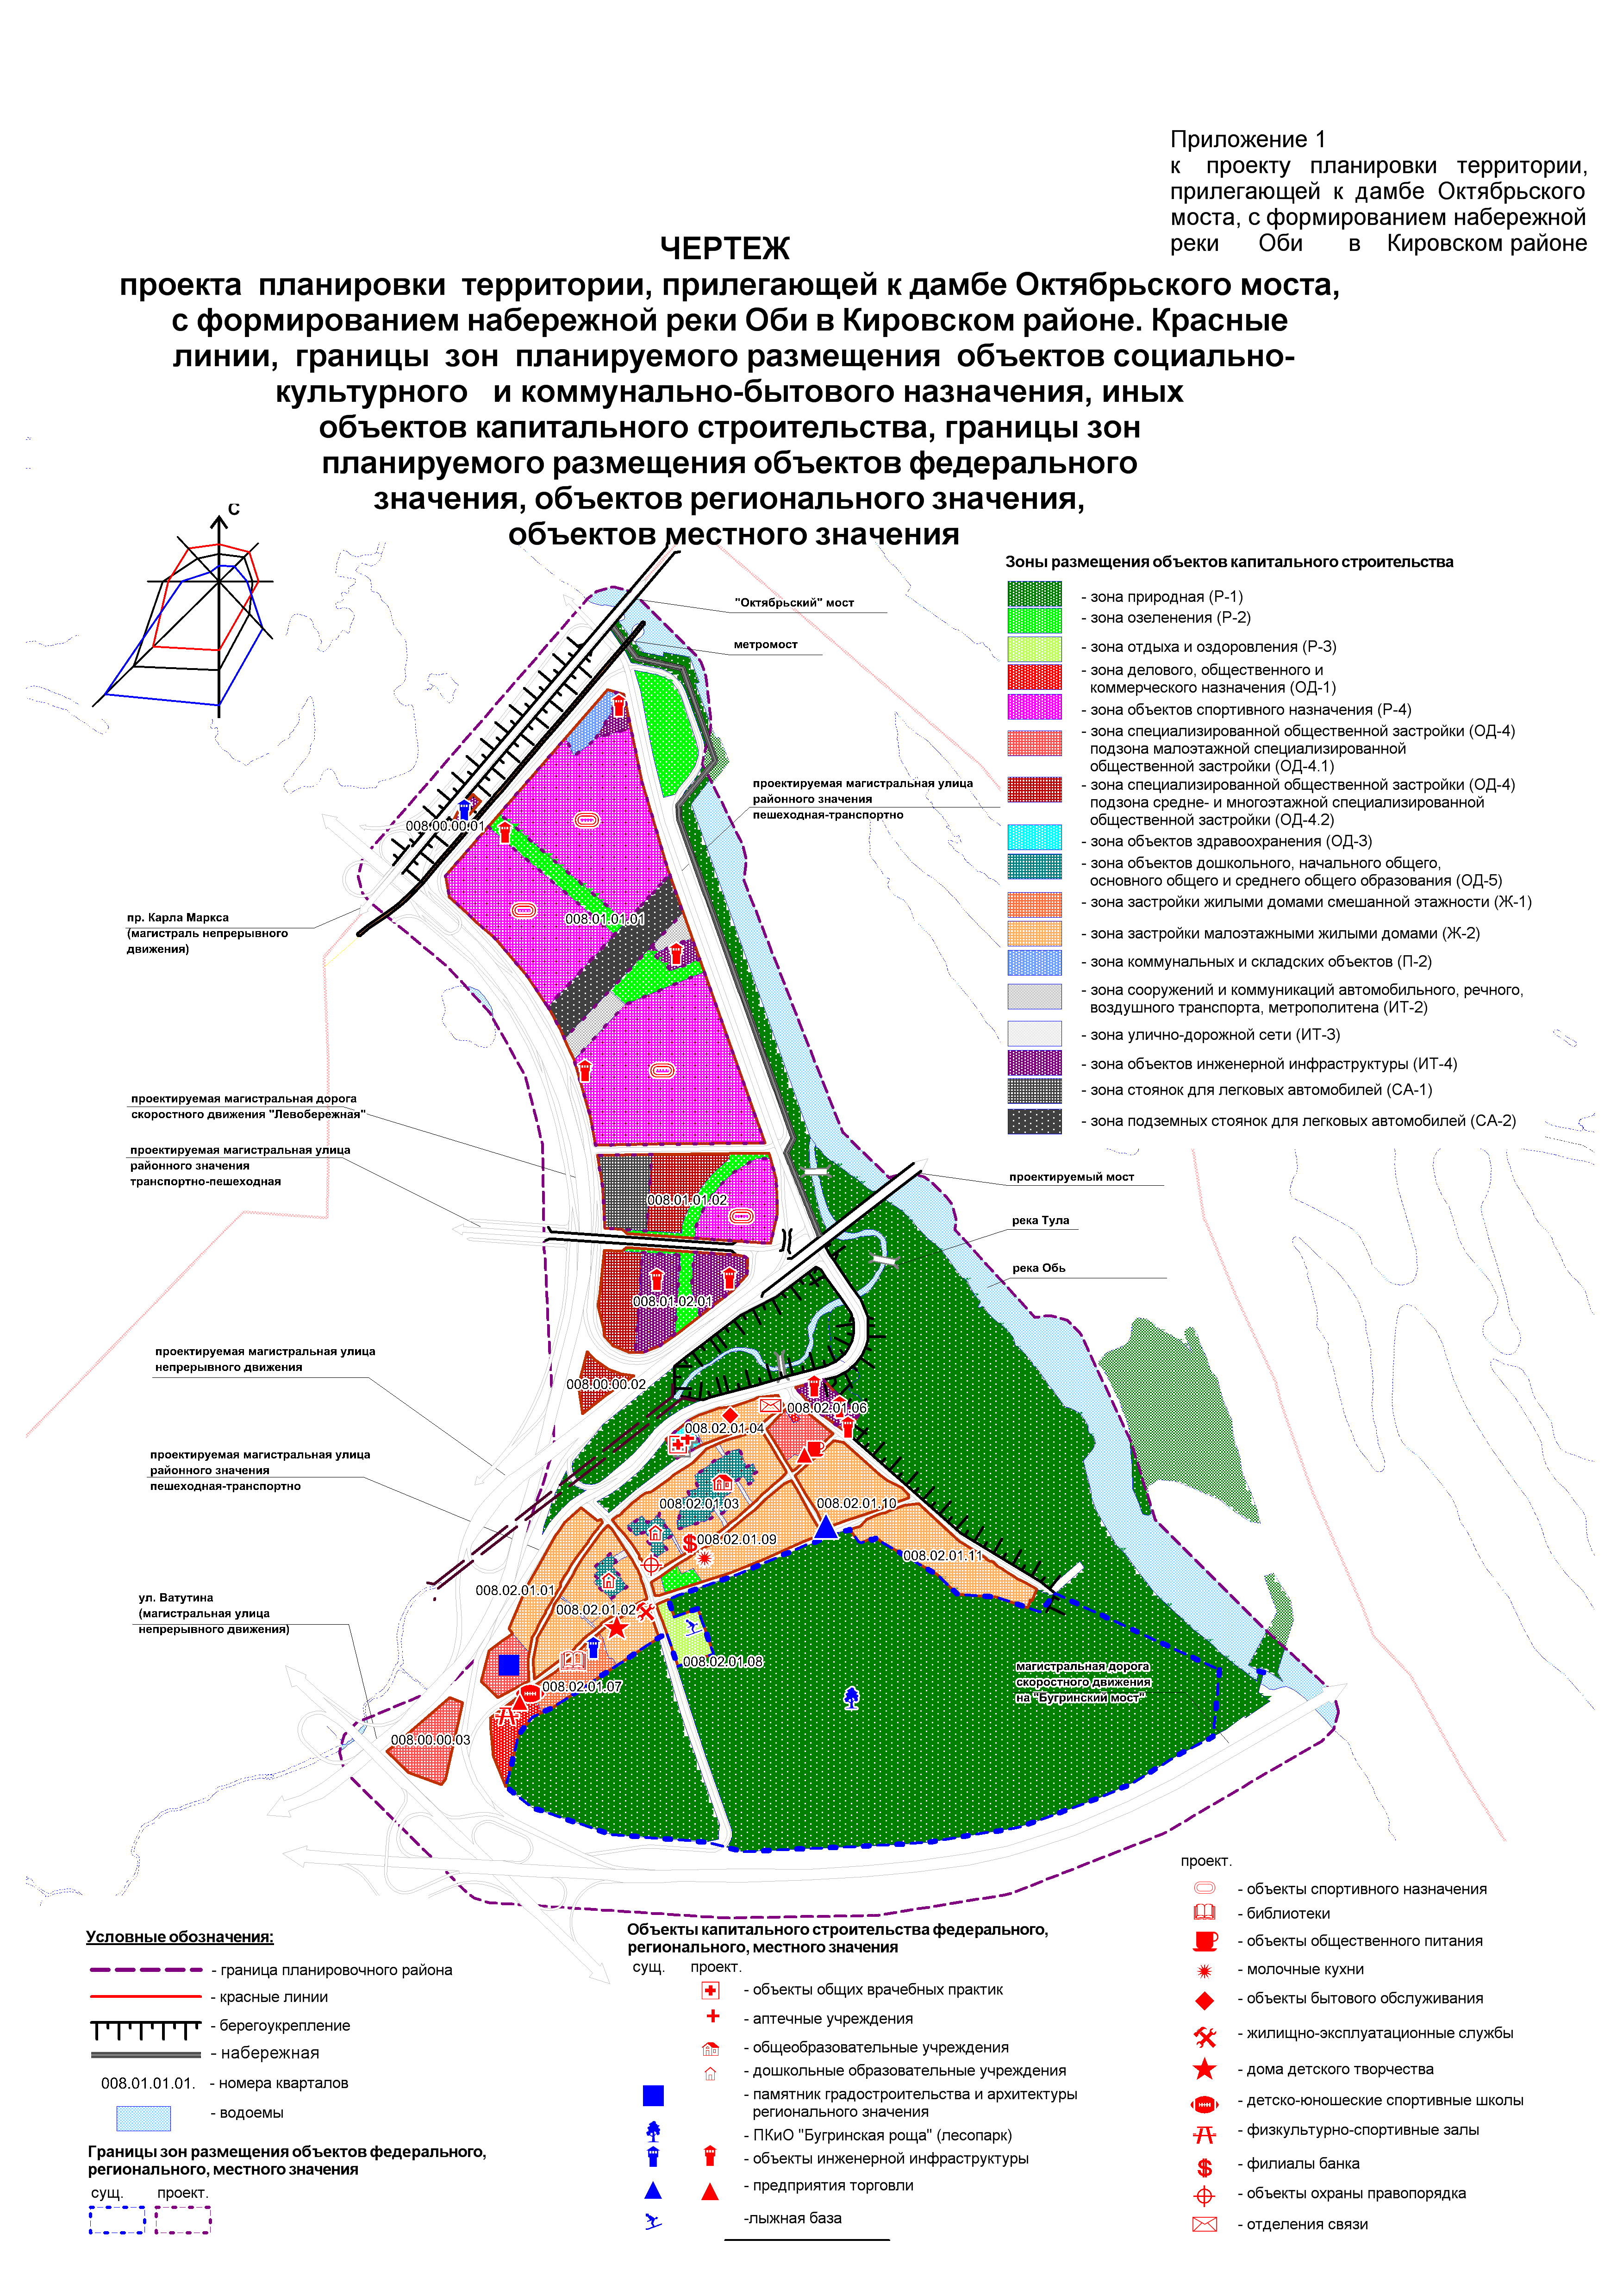 Приложение 1
к проекту планировки территории,
прилегающей к дамбе Октябрьского
моста, с формированием набережной
реки Оби в Кировском районе
ЧЕРТЕЖ
проекта планировки территории, прилегающей к дамбе Октябрьского моста,
с формированием набережной реки Оби в Кировском районе. Красные
линии, границы зон планируемого размещения объектов социально-
культурного и коммунально-бытового назначения, иных
объектов капитального строительства, границы зон
планируемого размещения объектов федерального
значения, объектов регионального значения,
объектов местного значения
С
Зоны размещения объектов капитального строительства
- зона природная (Р-1)
- зона озеленения (Р-2)
- зона отдыха и оздоровления (Р-3)
- зона делового, общественного и
коммерческого назначения (ОД-1)
- зона объектов спортивного назначения (Р-4)
- зона специализированной общественной застройки (ОД-4)
подзона малоэтажной специализированной
общественной застройки (ОД-4.1)
- зона специализированной общественной застройки (ОД-4)
подзона средне- и многоэтажной специализированной
общественной застройки (ОД-4.2)
- зона объектов здравоохранения (ОД-3)
- зона объектов дошкольного, начального общего,
основного общего и среднего общего образования (ОД-5)
- зона застройки жилыми домами смешанной этажности (Ж-1)
- зона застройки малоэтажными жилыми домами (Ж-2)
- зона коммунальных и складских объектов (П-2)
- зона сооружений и коммуникаций автомобильного, речного,
воздушного транспорта, метрополитена (ИТ-2)
- зона улично-дорожной сети (ИТ-3)
- зона объектов инженерной инфраструктуры (ИТ-4)
- зона стоянок для легковых автомобилей (СА-1)
- зона подземных стоянок для легковых автомобилей (СА-2)
"Октябрьский" мост
метромост
проектируемая магистральная улица
районного значения
пешеходная-транспортно
008.00.00.01
008.01.01.01
пр. Карла Маркса
(магистраль непрерывного
движения)
проектируемая магистральная дорога
скоростного движения "Левобережная"
проектируемая магистральная улица
районного значения
транспортно-пешеходная
008.01.01.02
проектируемый мост
река Тула
река Обь
008.01.02.01
проектируемая магистральная улица
непрерывного движения
008.00.00.02
008.02.01.06
008.02.01.04
проектируемая магистральная улица
районного значения
пешеходная-транспортно
008.02.01.03
008.02.01.10
008.02.01.09
008.02.01.11
008.02.01.01
ул. Ватутина
(магистральная улица
непрерывного движения)
008.02.01.02
008.02.01.08
магистральная дорога
скоростного движения
на "Бугринский мост"
008.02.01.07
008.00.00.03
Условные обозначения:
- граница планировочного района
- красные линии
- берегоукрепление
- набережная
008.01.01.01. - номера кварталов
- водоемы
Границы зон размещения объектов федерального,
регионального, местного значения
сущ. проект.
Объекты капитального строительства федерального,
регионального, местного значения
сущ. проект.
- объекты общих врачебных практик
- аптечные учреждения
- общеобразовательные учреждения
- дошкольные образовательные учреждения
- памятник градостроительства и архитектуры
регионального значения
- ПКиО "Бугринская роща" (лесопарк)
- объекты инженерной инфраструктуры
- предприятия торговли
-лыжная база
проект.
- объекты спортивного назначения
- библиотеки
- объекты общественного питания
- молочные кухни
- объекты бытового обслуживания
- жилищно-эксплуатационные службы
- дома детского творчества
- детско-юношеские спортивные школы
- физкультурно-спортивные залы
- филиалы банка
- объекты охраны правопорядка
- отделения связи